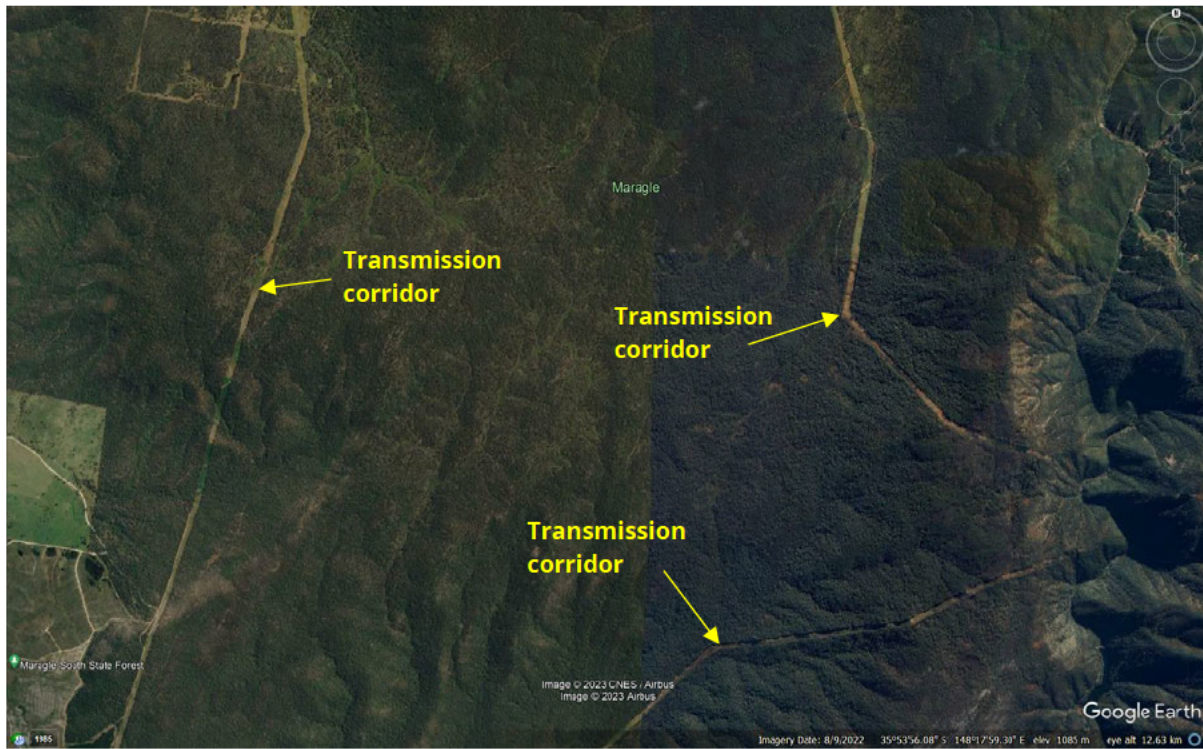 N
Maragle
Transmission
corridor
Transmission
corridor
Transmission
corridor
Maragle South State Forest
Image © 2023 CNES / Airbus
Image © 2023 Airbus
Google Earth
1985
Imagery Date: 8/9/2022 35°53'56.08" S 148°17'59.30" E elev 1085 m eye alt 12.63 km